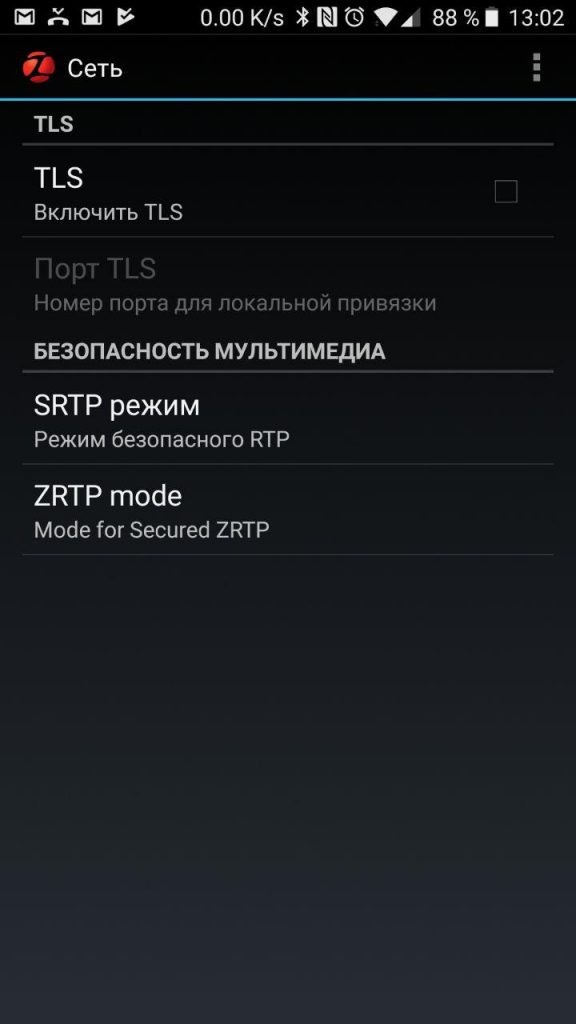 0.00 K/s 88 % 13:02
Сеть
TLS
TLS
Включить TLS
Порт TLS
Номер порта для локальной привязки
БЕЗОПАСНОСТЬ МУЛЬТИМЕДИА
SRTP режим
Режим безопасного RTP
ZRTP mode
Mode for Secured ZRTP